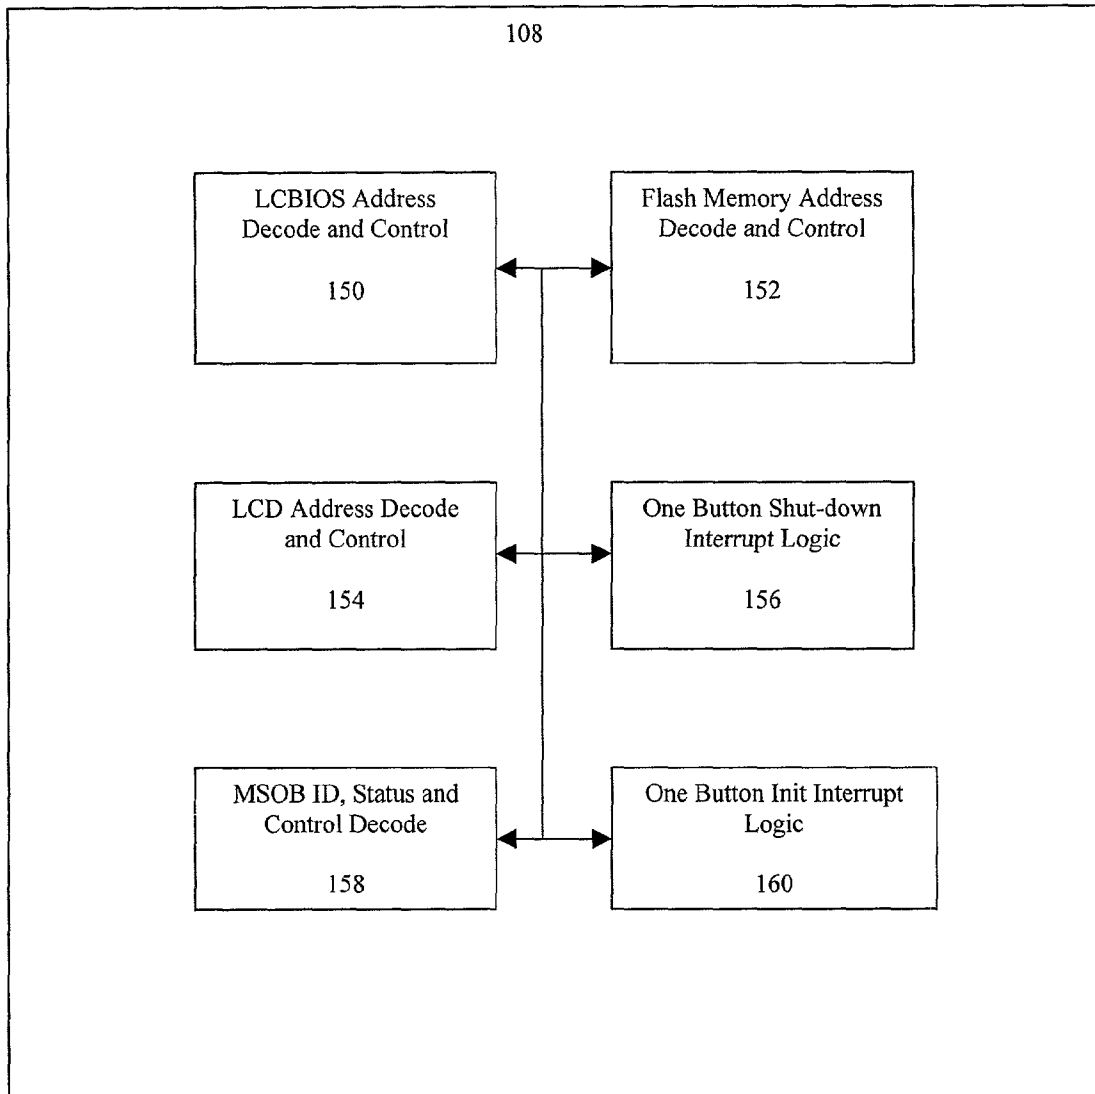 108
LCBIOS Address
Decode and Control
150
Flash Memory Address
Decode and Control
152
LCD Address Decode
and Control
154
One Button Shut-down
Interrupt Logic
156
MSOB ID, Status and
Control Decode
158
One Button Init Interrupt
Logic
160